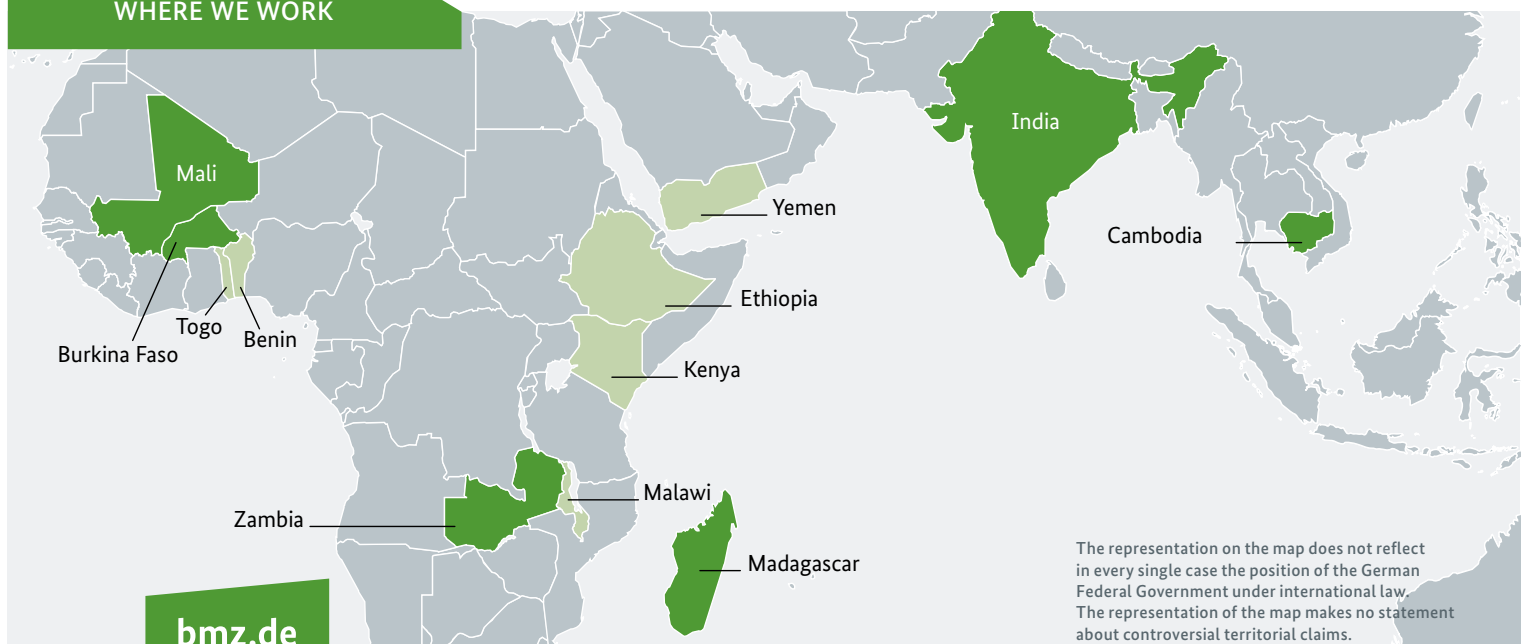 WHERE WE WORK
India
Mali
Yemen
Cambodia
Ethiopia
Togo
Benin
Burkina Faso
Kenya
Malawi
Zambia
Madagascar
The representation on the map does not reflect
in every single case the position of the German
Federal Government under international law.
The representation of the map makes no statement
about controversial territorial claims.
bmz.de